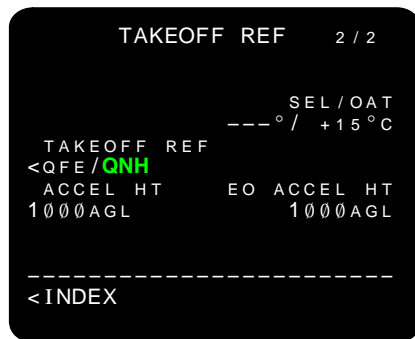 TAKEOFF REF 2/2
SEL/OAT
---°/ +15°C
TAKEOFF REF
<QFE/QNH
ACCEL HT EO ACCEL HT
1000AGL 1000AGL
--------------------------
<INDEX